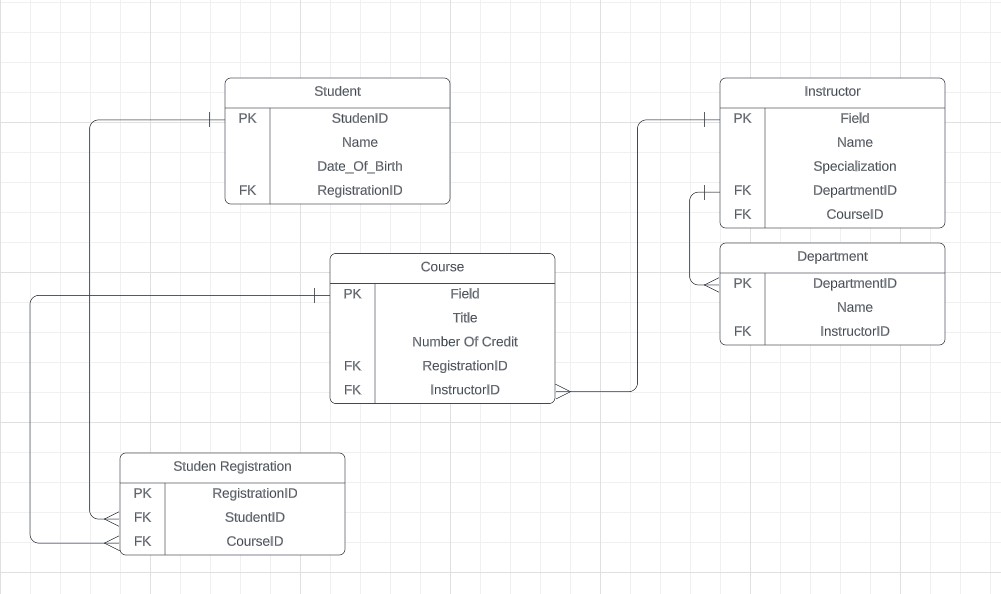 Student
PK StudenID
Name
Date_Of_Birth
FK RegistrationID
Instructor
PK Field
Name
Specialization
FK DepartmentID
FK CourseID
Department
PK DepartmentID
Name
FK InstructorID
Course
PK Field
Title
Number Of Credit
FK RegistrationID
FK InstructorID
Studen Registration
PK RegistrationID
FK StudentID
FK CourseID